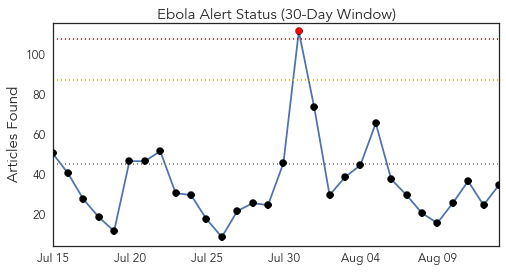 Ebola Alert Status (30-Day Window)
Articles Found
100
80
60
40
20
Jul 15 Jul 20 Jul 25 Jul 30 Aug 04 Aug 09